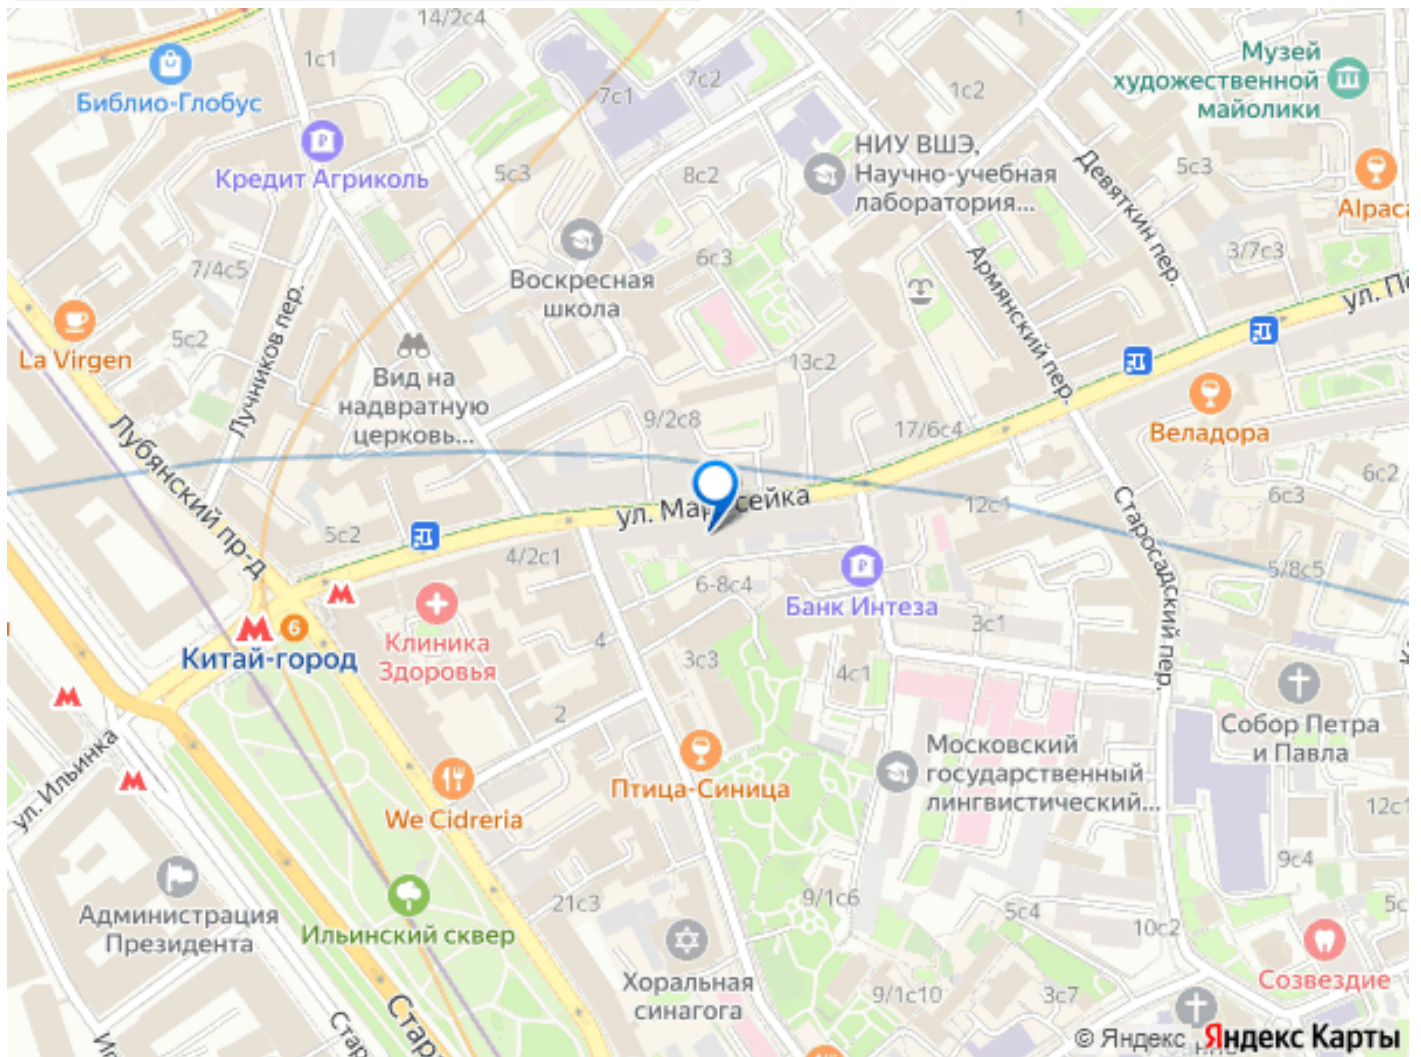 14/2с4
1
1с1
Библио-Глобус
7с2
7с1
1с2
Музей
художественной
майолики
Кредит Агриколь
5с3
8с2
НИУ ВШЭ,
Научно-учебная
лаборатория...
Девяткин пер.
5с3
Alpaca
Воскресная
школа
6с3
7/4с5
Армянский пер.
3/7с3
La Virgen
5с2
Лучников пер.
Вид на
надвратную
церковь...
13с2
9/2с8
17/6с4
Веладора
Лубянский пр-д
ул. Маросейка
12с1
6с2
6с3
5с2
4/2с1
6-8с4
Банк Интеза
Старосадский пер.
5/8с5
6
Китай-город
Клиника
Здоровья
4
3с3
3с1
4с1
2
Собор Петра
и Павла
ул. Ильинка
We Cidreria
Птица-Синица
Московский
государственный
лингвистический...
12с1
9с4
Администрация
Президента
Ильинский сквер
21с3
9/1с6
5с4
10с2
Хоральная
синагога
9/1с10
3с7
Созвездие
© Яндекс Яндекс Карты